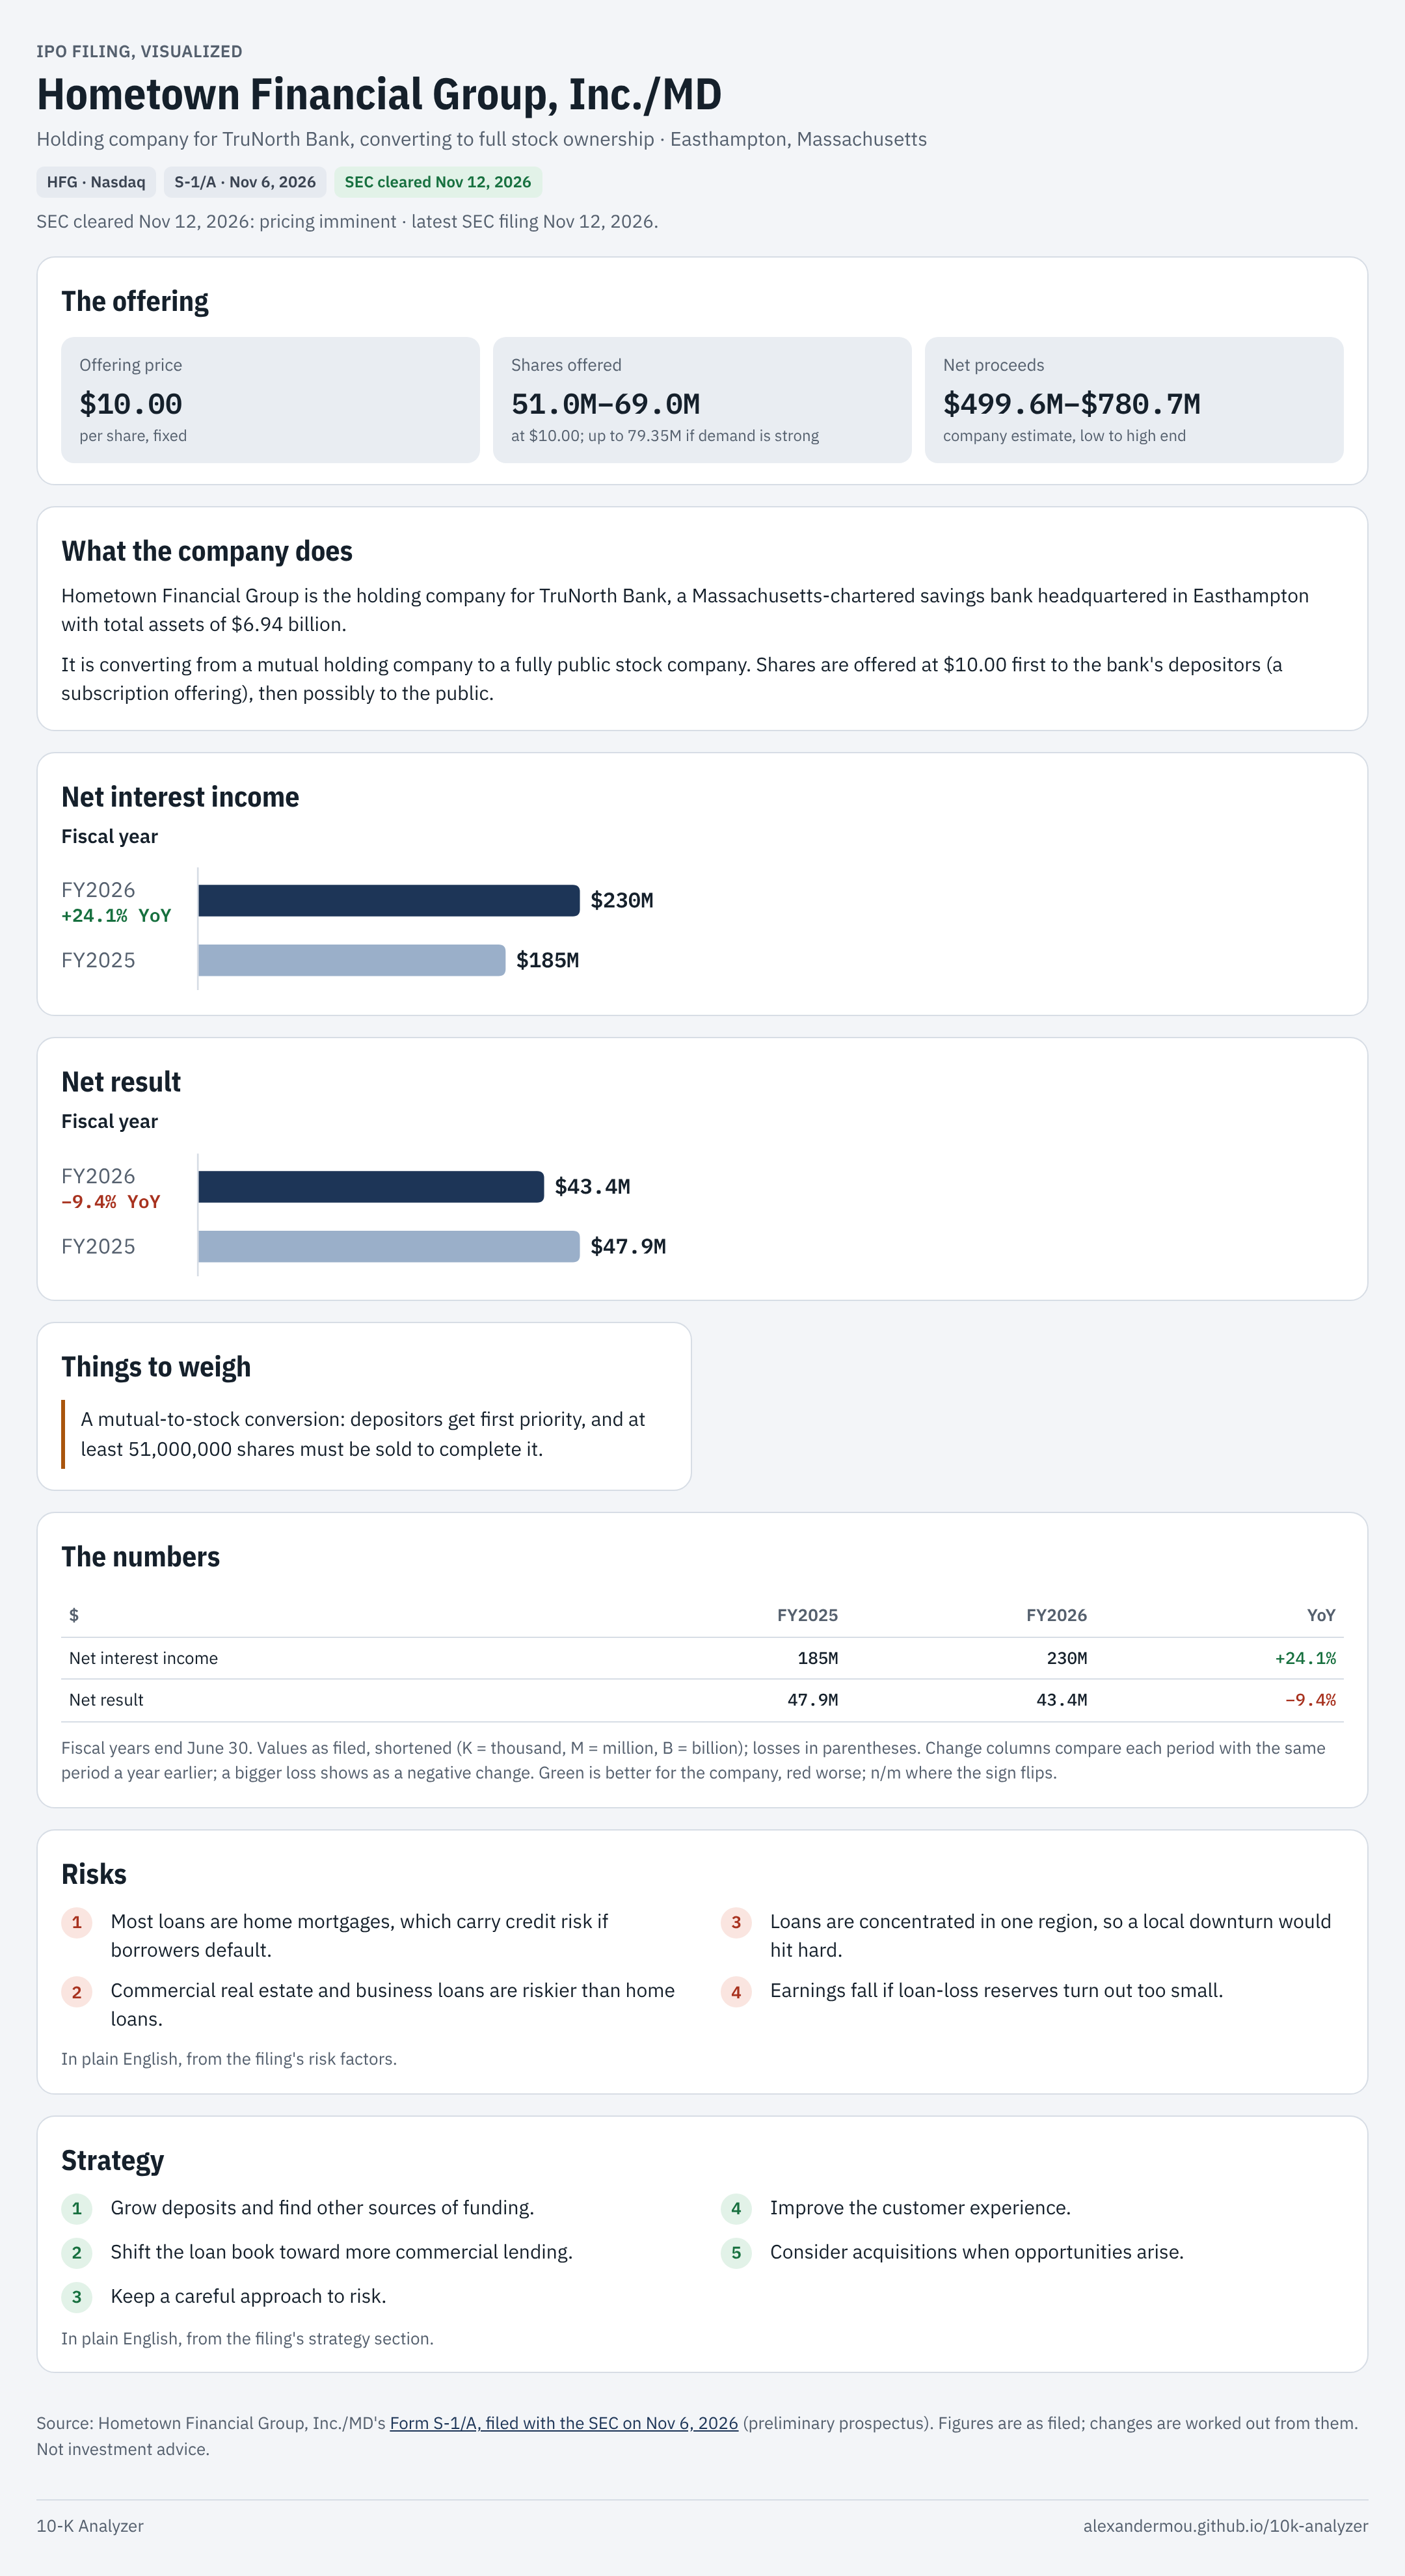 IPO FILING, VISUALIZED
Hometown Financial Group, Inc./MD
Holding company for TruNorth Bank, converting to full stock ownership · Easthampton, Massachusetts
HFG · Nasdaq
S-1/A · Nov 6, 2026
SEC cleared Nov 12, 2026
SEC cleared Nov 12, 2026: pricing imminent · latest SEC filing Nov 12, 2026.
The offering
Offering price
$10.00
per share, fixed
Shares offered
51.0M–69.0M
at $10.00; up to 79.35M if demand is strong
Net proceeds
$499.6M–$780.7M
company estimate, low to high end
What the company does
Hometown Financial Group is the holding company for TruNorth Bank, a Massachusetts-chartered savings bank headquartered in Easthampton
with total assets of $6.94 billion.
It is converting from a mutual holding company to a fully public stock company. Shares are offered at $10.00 first to the bank's depositors (a
subscription offering), then possibly to the public.
Net interest income
Fiscal year
FY2026
+24.1% YoY
$230M
FY2025
$185M
Net result
Fiscal year
FY2026
−9.4% YoY
$43.4M
FY2025
$47.9M
Things to weigh
A mutual-to-stock conversion: depositors get first priority, and at
least 51,000,000 shares must be sold to complete it.
The numbers
$ FY2025 FY2026 YoY
Net interest income 185M 230M +24.1%
Net result 47.9M 43.4M −9.4%
Fiscal years end June 30. Values as filed, shortened (K = thousand, M = million, B = billion); losses in parentheses. Change columns compare each period with the same
period a year earlier; a bigger loss shows as a negative change. Green is better for the company, red worse; n/m where the sign flips.
Risks
1 Most loans are home mortgages, which carry credit risk if
borrowers default.
2 Commercial real estate and business loans are riskier than home
loans.
3 Loans are concentrated in one region, so a local downturn would
hit hard.
4 Earnings fall if loan-loss reserves turn out too small.
In plain English, from the filing's risk factors.
Strategy
1 Grow deposits and find other sources of funding.
2 Shift the loan book toward more commercial lending.
3 Keep a careful approach to risk.
4 Improve the customer experience.
5 Consider acquisitions when opportunities arise.
In plain English, from the filing's strategy section.
Source: Hometown Financial Group, Inc./MD's Form S-1/A, filed with the SEC on Nov 6, 2026 (preliminary prospectus). Figures are as filed; changes are worked out from them.
Not investment advice.
10-K Analyzer
alexandermou.github.io/10k-analyzer